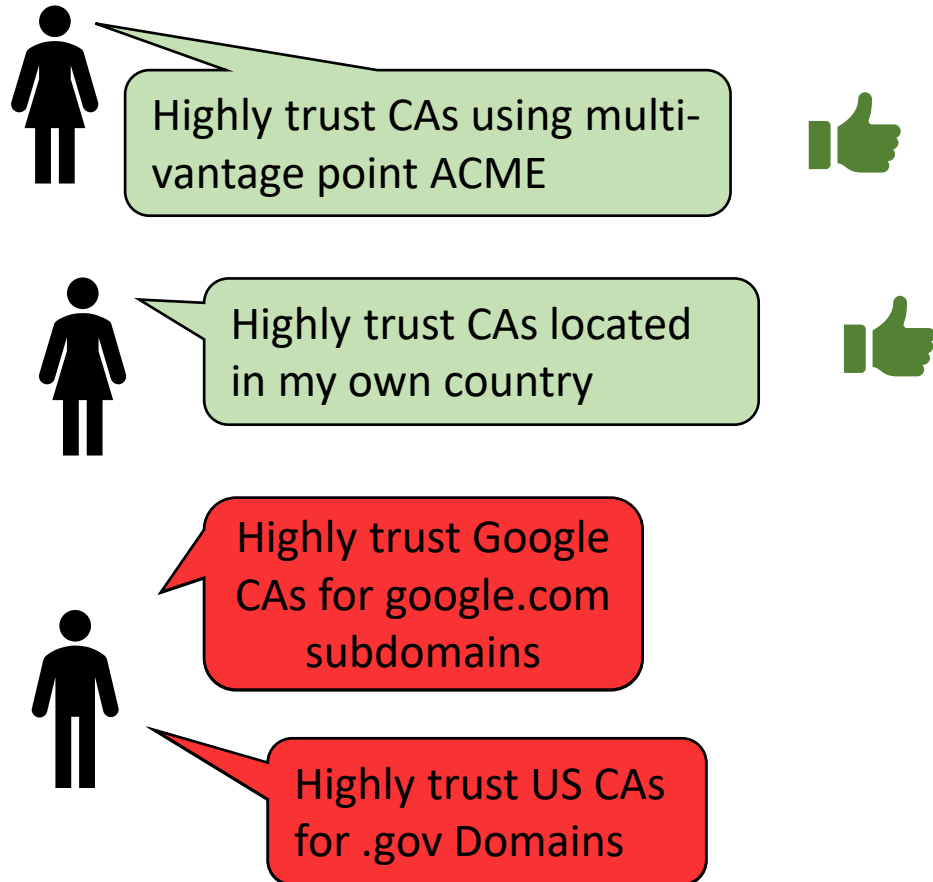 Highly trust CAs using multi-
vantage point ACME
Highly trust CAs located
in my own country
Highly trust Google
CAs for google.com
subdomains
Highly trust US CAs
for .gov Domains